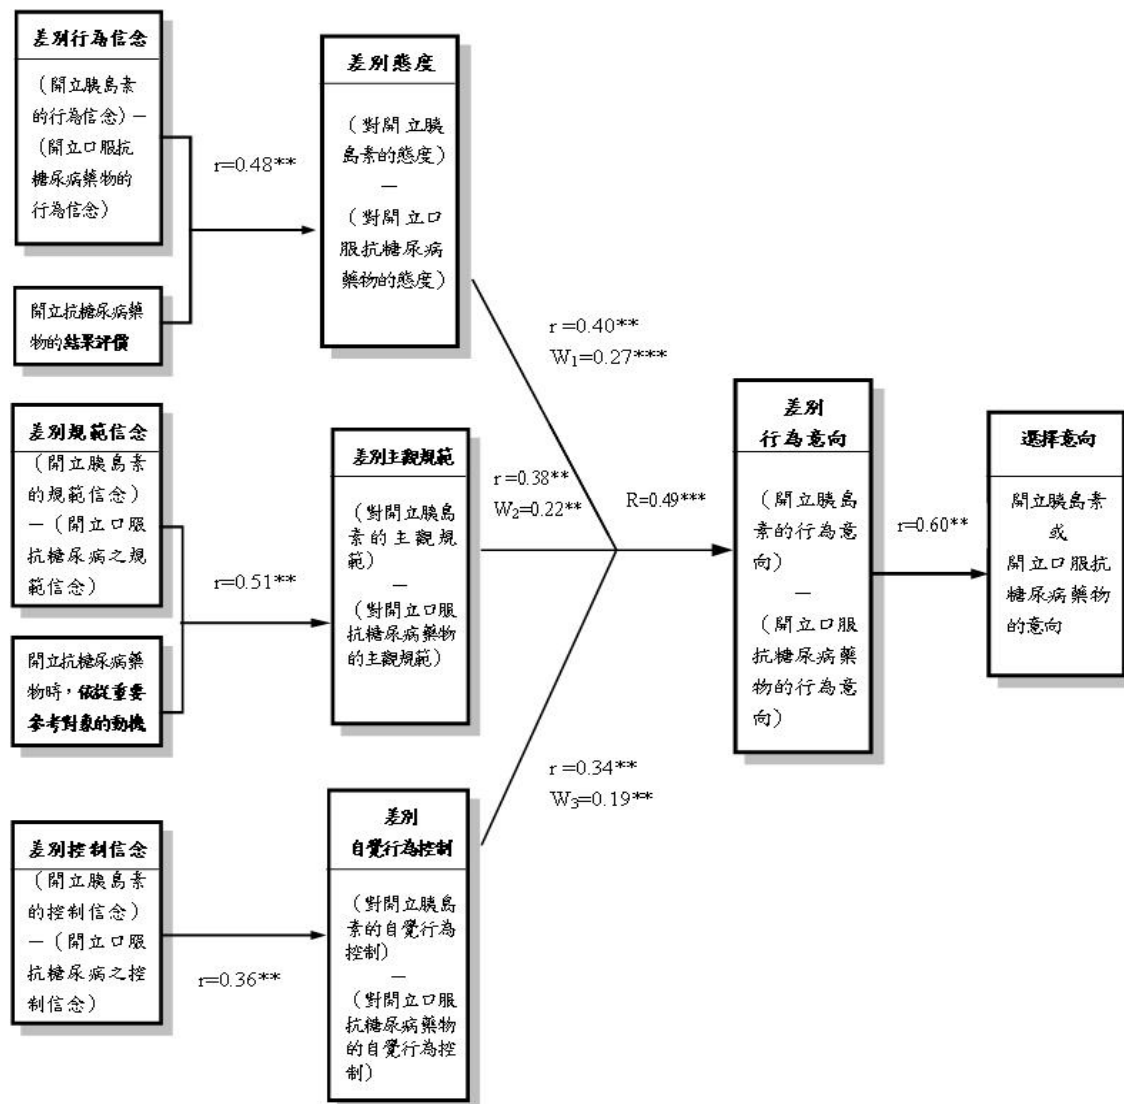 差別行為信念
（開立胰島素
的行為信念）－
（開立口服抗
糖尿病藥物的
行為信念）
開立抗糖尿病藥
物的結果評價
r=0.48**
差別態度
（對開立胰
島素的態度）
－
（對開立口
服抗糖尿病
藥物的態度）
r =0.40**
W₁=0.27***
差別規範信念
（開立胰島素
的規範信念）
－（開立口服
抗糖尿病之規
範信念）
開立抗糖尿病藥
物時，依從重要
參考對象的動機
r=0.51**
差別主觀規範
（對開立胰島
素的主觀規
範）
－
（對開立口服
抗糖尿病藥物
的主觀規範）
r=0.38**
W₂=0.22**
差別控制信念
（開立胰島素
的控制信念）
－（開立口服
抗糖尿病之控
制信念）
r=0.36**
差別
自覺行為控制
（對開立胰島
素的自覺行為
控制）
－
（對開立口服
抗糖尿病藥物
的自覺行為控
制）
r =0.34**
W₃=0.19**
R=0.49***
差別
行為意向
（開立胰島
素的行為意
向）
－
（開立口服
抗糖尿病藥
物的行為意
向）
r=0.60**
選擇意向
開立胰島素
或
開立口服抗
糖尿病藥物
的意向